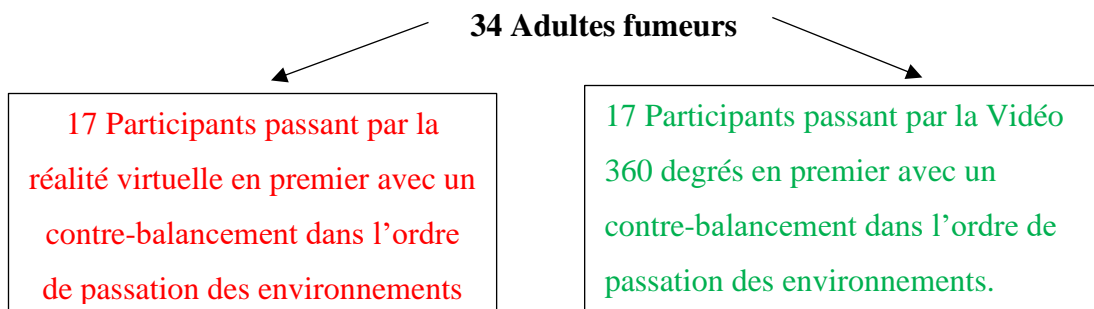 34 Adultes fumeurs
17 Participants passant par la
réalité virtuelle en premier avec un
contre-balancement dans l’ordre
de passation des environnements
17 Participants passant par la Vidéo
360 degrés en premier avec un
contre-balancement dans l’ordre de
passation des environnements.